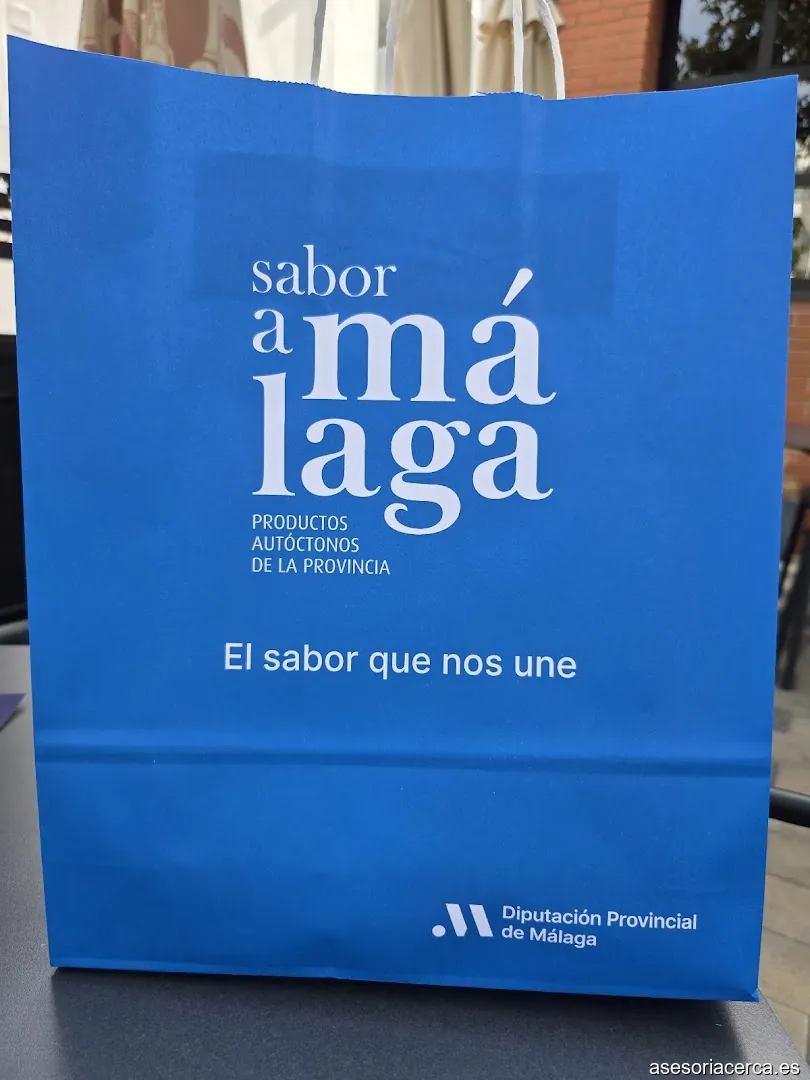 sabor
a má
laga
PRODUCTOS
AUTÓCTONOS
DE LA PROVINCIA
El sabor que nos une
Diputación Provincial
de Málaga
asesoriacerca.es